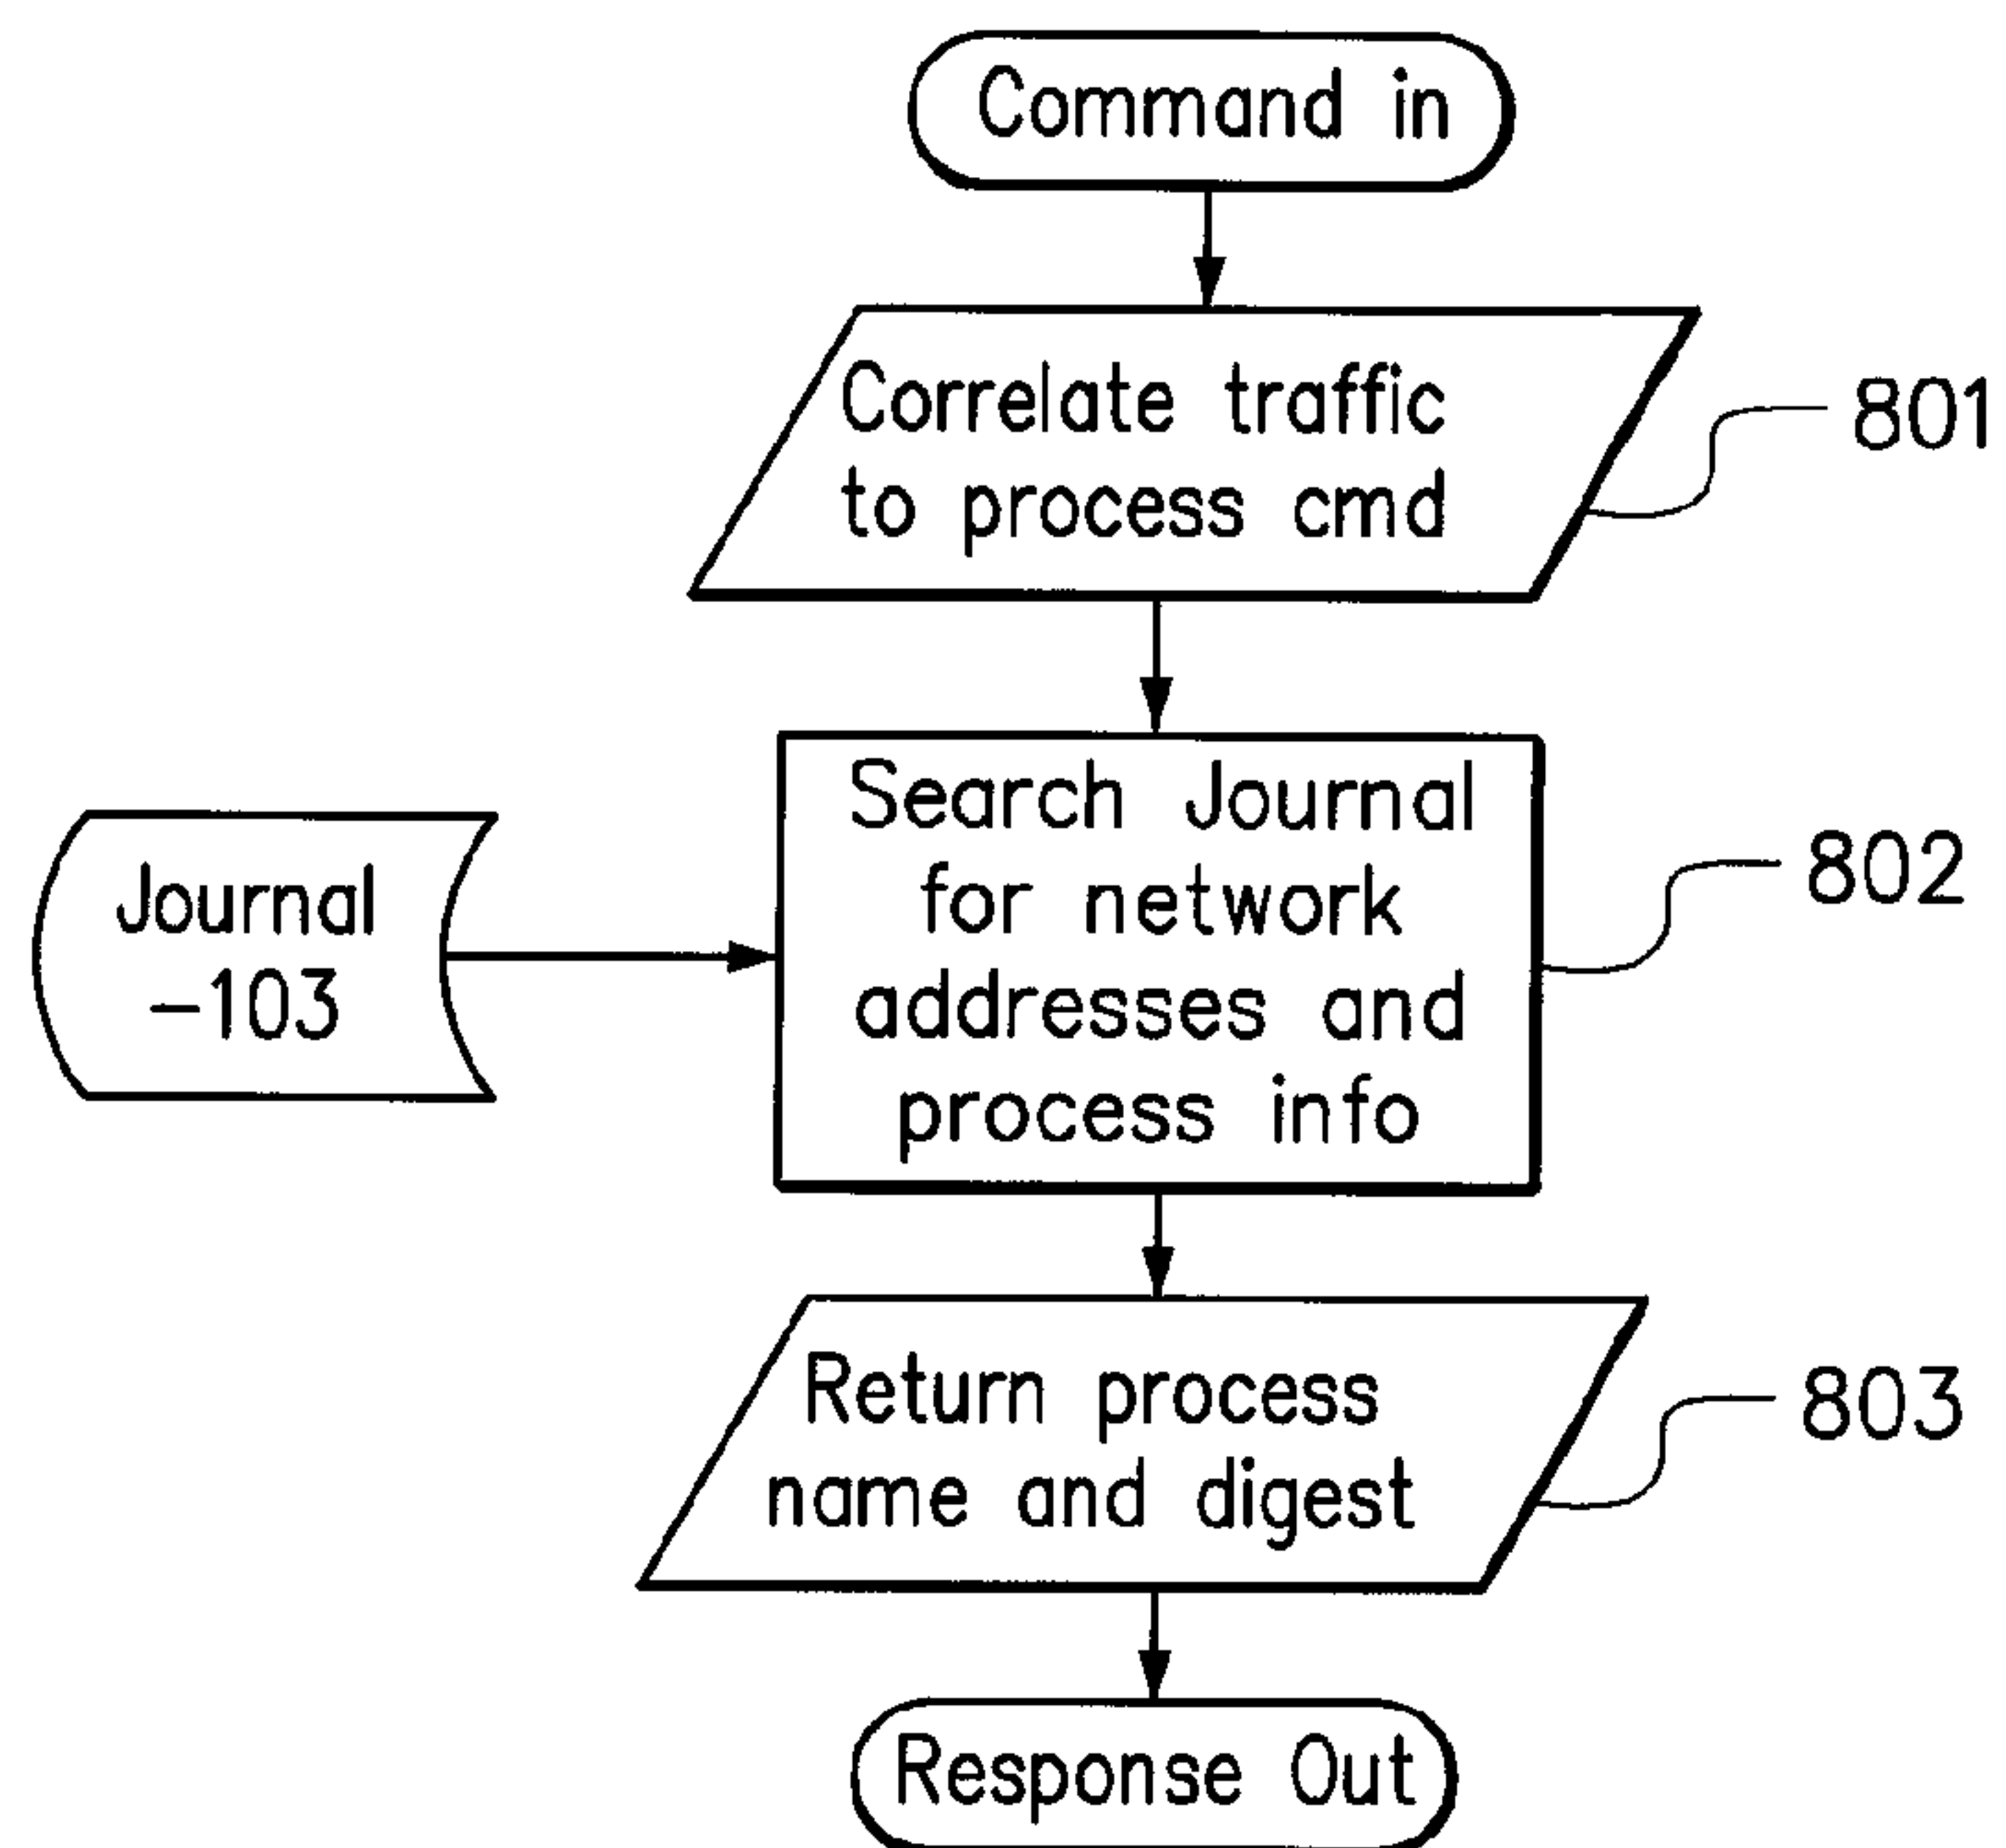 Command in
Correlate traffic
to process cmd
801
Search Journal
for network
addresses and
process info
802
Journal
-103
Return process
name and digest
803
Response Out